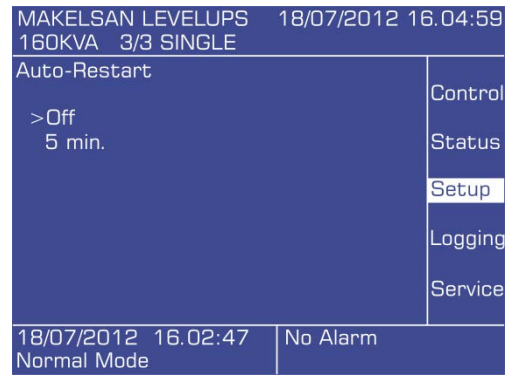 MAKELSAN LEVELUPS 18/07/2012 16.04:59
160KVA 3/3 SINGLE
Auto-Restart
>Off
5 min.
Control
Status
Setup
Logging
Service
18/07/2012 16.02:47
Normal Mode
No Alarm